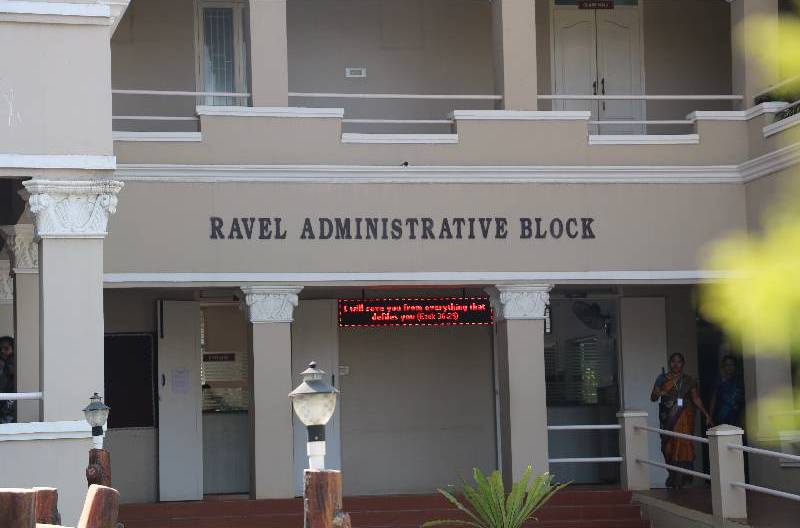 RAVEL ADMINISTRATIVE BLOCK
I will save you from everything that
defiles you (Ezek 36:29)